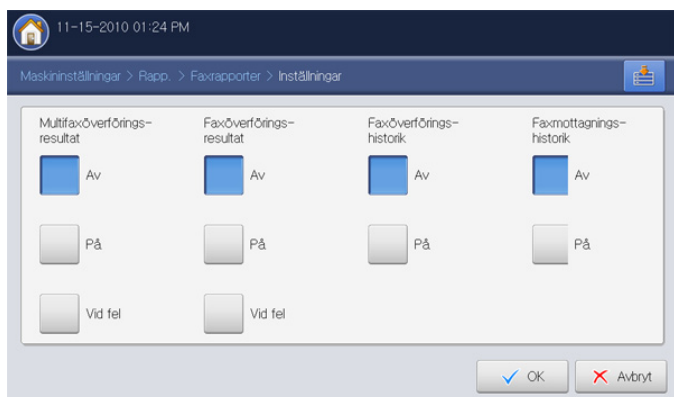 11-15-2010 01:24 PM
Maskininställningar > Rapp. > Faxrapporter > Inställningar
Multifaxöverförings-
resultat
Faxöverförings-
resultat
Faxöverförings-
historik
Faxmottagnings-
historik
Av
Av
Av
Av
På
På
På
På
Vid fel
Vid fel
OK
Avbryt